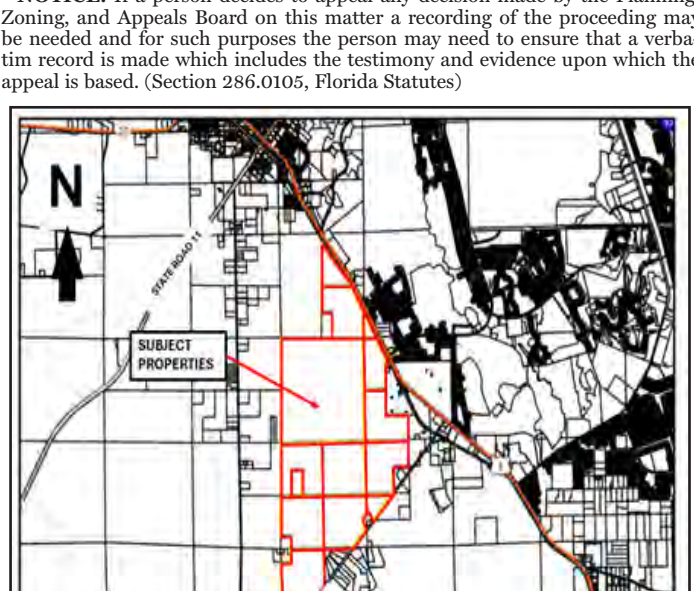 NOTICE: If a person decides to appeal any decision made by the Planning,
Zoning, and Appeals Board on this matter a recording of the proceeding may
be needed and for such purposes the person may need to ensure that a verba-
tim record is made which includes the testimony and evidence upon which the
appeal is based. (Section 286.0105, Florida Statutes)
N
STATE ROAD 11
SUBJECT
PROPERTIES